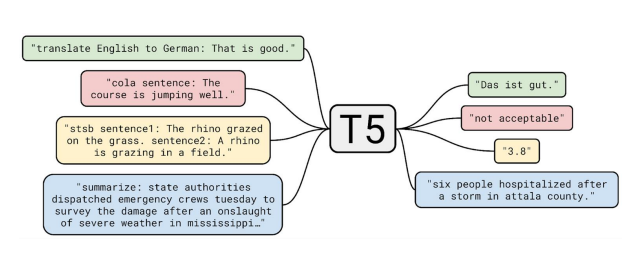 "translate English to German: That is good."
"cola sentence: The
course is jumping well."
"stsb sentence1: The rhino grazed
on the grass. sentence2: A rhino
is grazing in a field."
"summarize: state authorities
dispatched emergency crews tuesday to
survey the damage after an onslaught
of severe weather in mississippi…"
T5
"Das ist gut."
"not acceptable"
"3.8"
"six people hospitalized after
a storm in attala county."